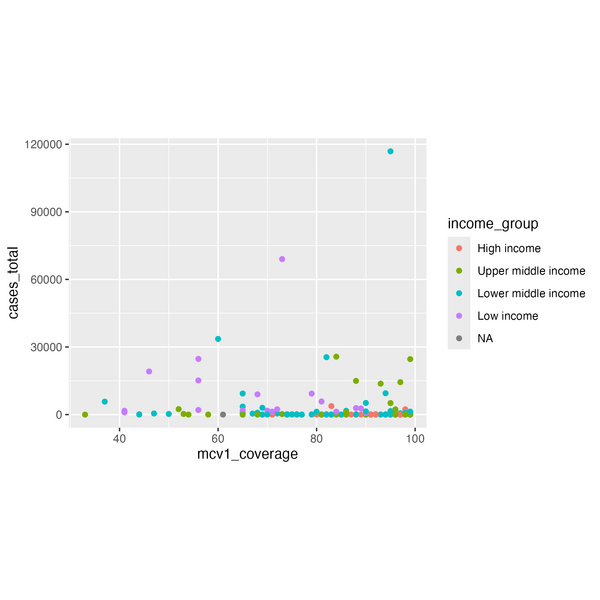 120000
90000
60000
30000
0
cases_total
40
60
80
100
mcv1_coverage
income_group
High income
Upper middle income
Lower middle income
Low income
NA